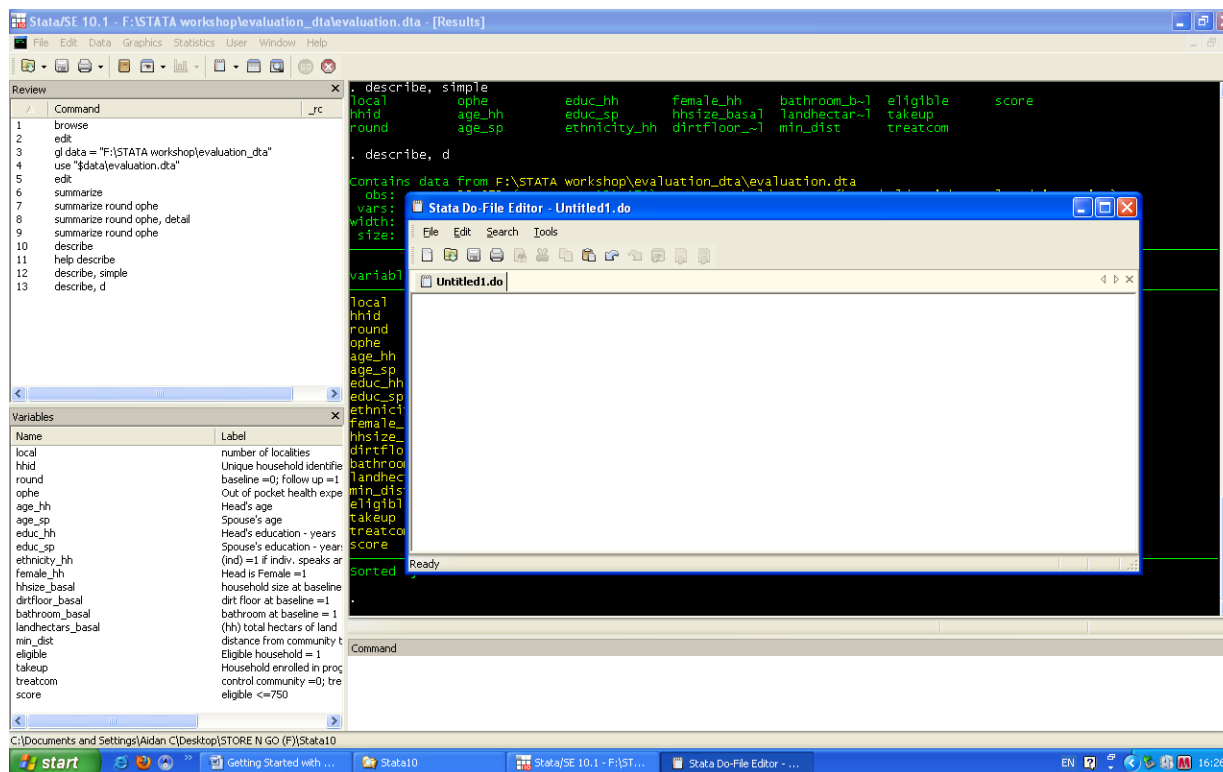 Stata/SE 10.1 - F:\STATA workshop\evaluation_dta\evaluation.dta - [Results]
File Edit Data Graphics Statistics User Window Help
Review
Command _rc
1 browse
2 edit
3 gl data = "F:\STATA workshop\evaluation_dta"
4 use "$data\evaluation.dta"
5 edit
6 summarize
7 summarize round ophe
8 summarize round ophe, detail
9 summarize round ophe
10 describe
11 help describe
12 describe, simple
13 describe, d
Variables
Name Label
local number of localities
hhid Unique household identifie
round baseline =0; follow up =1
ophe Out of pocket health expe
age_hh Head's age
age_sp Spouse's age
educ_hh Head's education - years
educ_sp Spouse's education - year
ethnicity_hh (ind) =1 if indiv. speaks ar
female_hh Head is Female =1
hhsize_basal household size at baseline
dirtfloor_basal dirt floor at baseline =1
bathroom_basal bathroom at baseline = 1
landhectars_basal (hh) total hectars of land
min_dist distance from community t
eligible Eligible household = 1
takeup Household enrolled in prog
treatcom control community =0; tre
score eligible <=750
. describe, simple
local ophe educ_hh female_hh bathroom_b~l eligible score
hhid age_hh educ_sp hhsize_basal landhectar~l takeup
round age_sp ethnicity_hh dirtfloor_~l min_dist treatcom
. describe, d
Contains data from F:\STATA workshop\evaluation_dta\evaluation.dta
obs:
vars:
width:
size:
variabl
local
hhid
round
ophe
age_hh
age_sp
educ_hh
educ_sp
ethnici
female_
hhsize_
dirtflo
bathroo
landhec
min_dis
eligibl
takeup
treatco
score
Sorted
.
Stata Do-File Editor - Untitled1.do
File Edit Search Tools
Untitled1.do
Ready
Command
C:\Documents and Settings\Aidan C\Desktop\STORE N GO (F)\Stata10
start Getting Started with ... Stata10 Stata/SE 10.1 - F:\ST... Stata Do-File Editor - ... EN 16:26